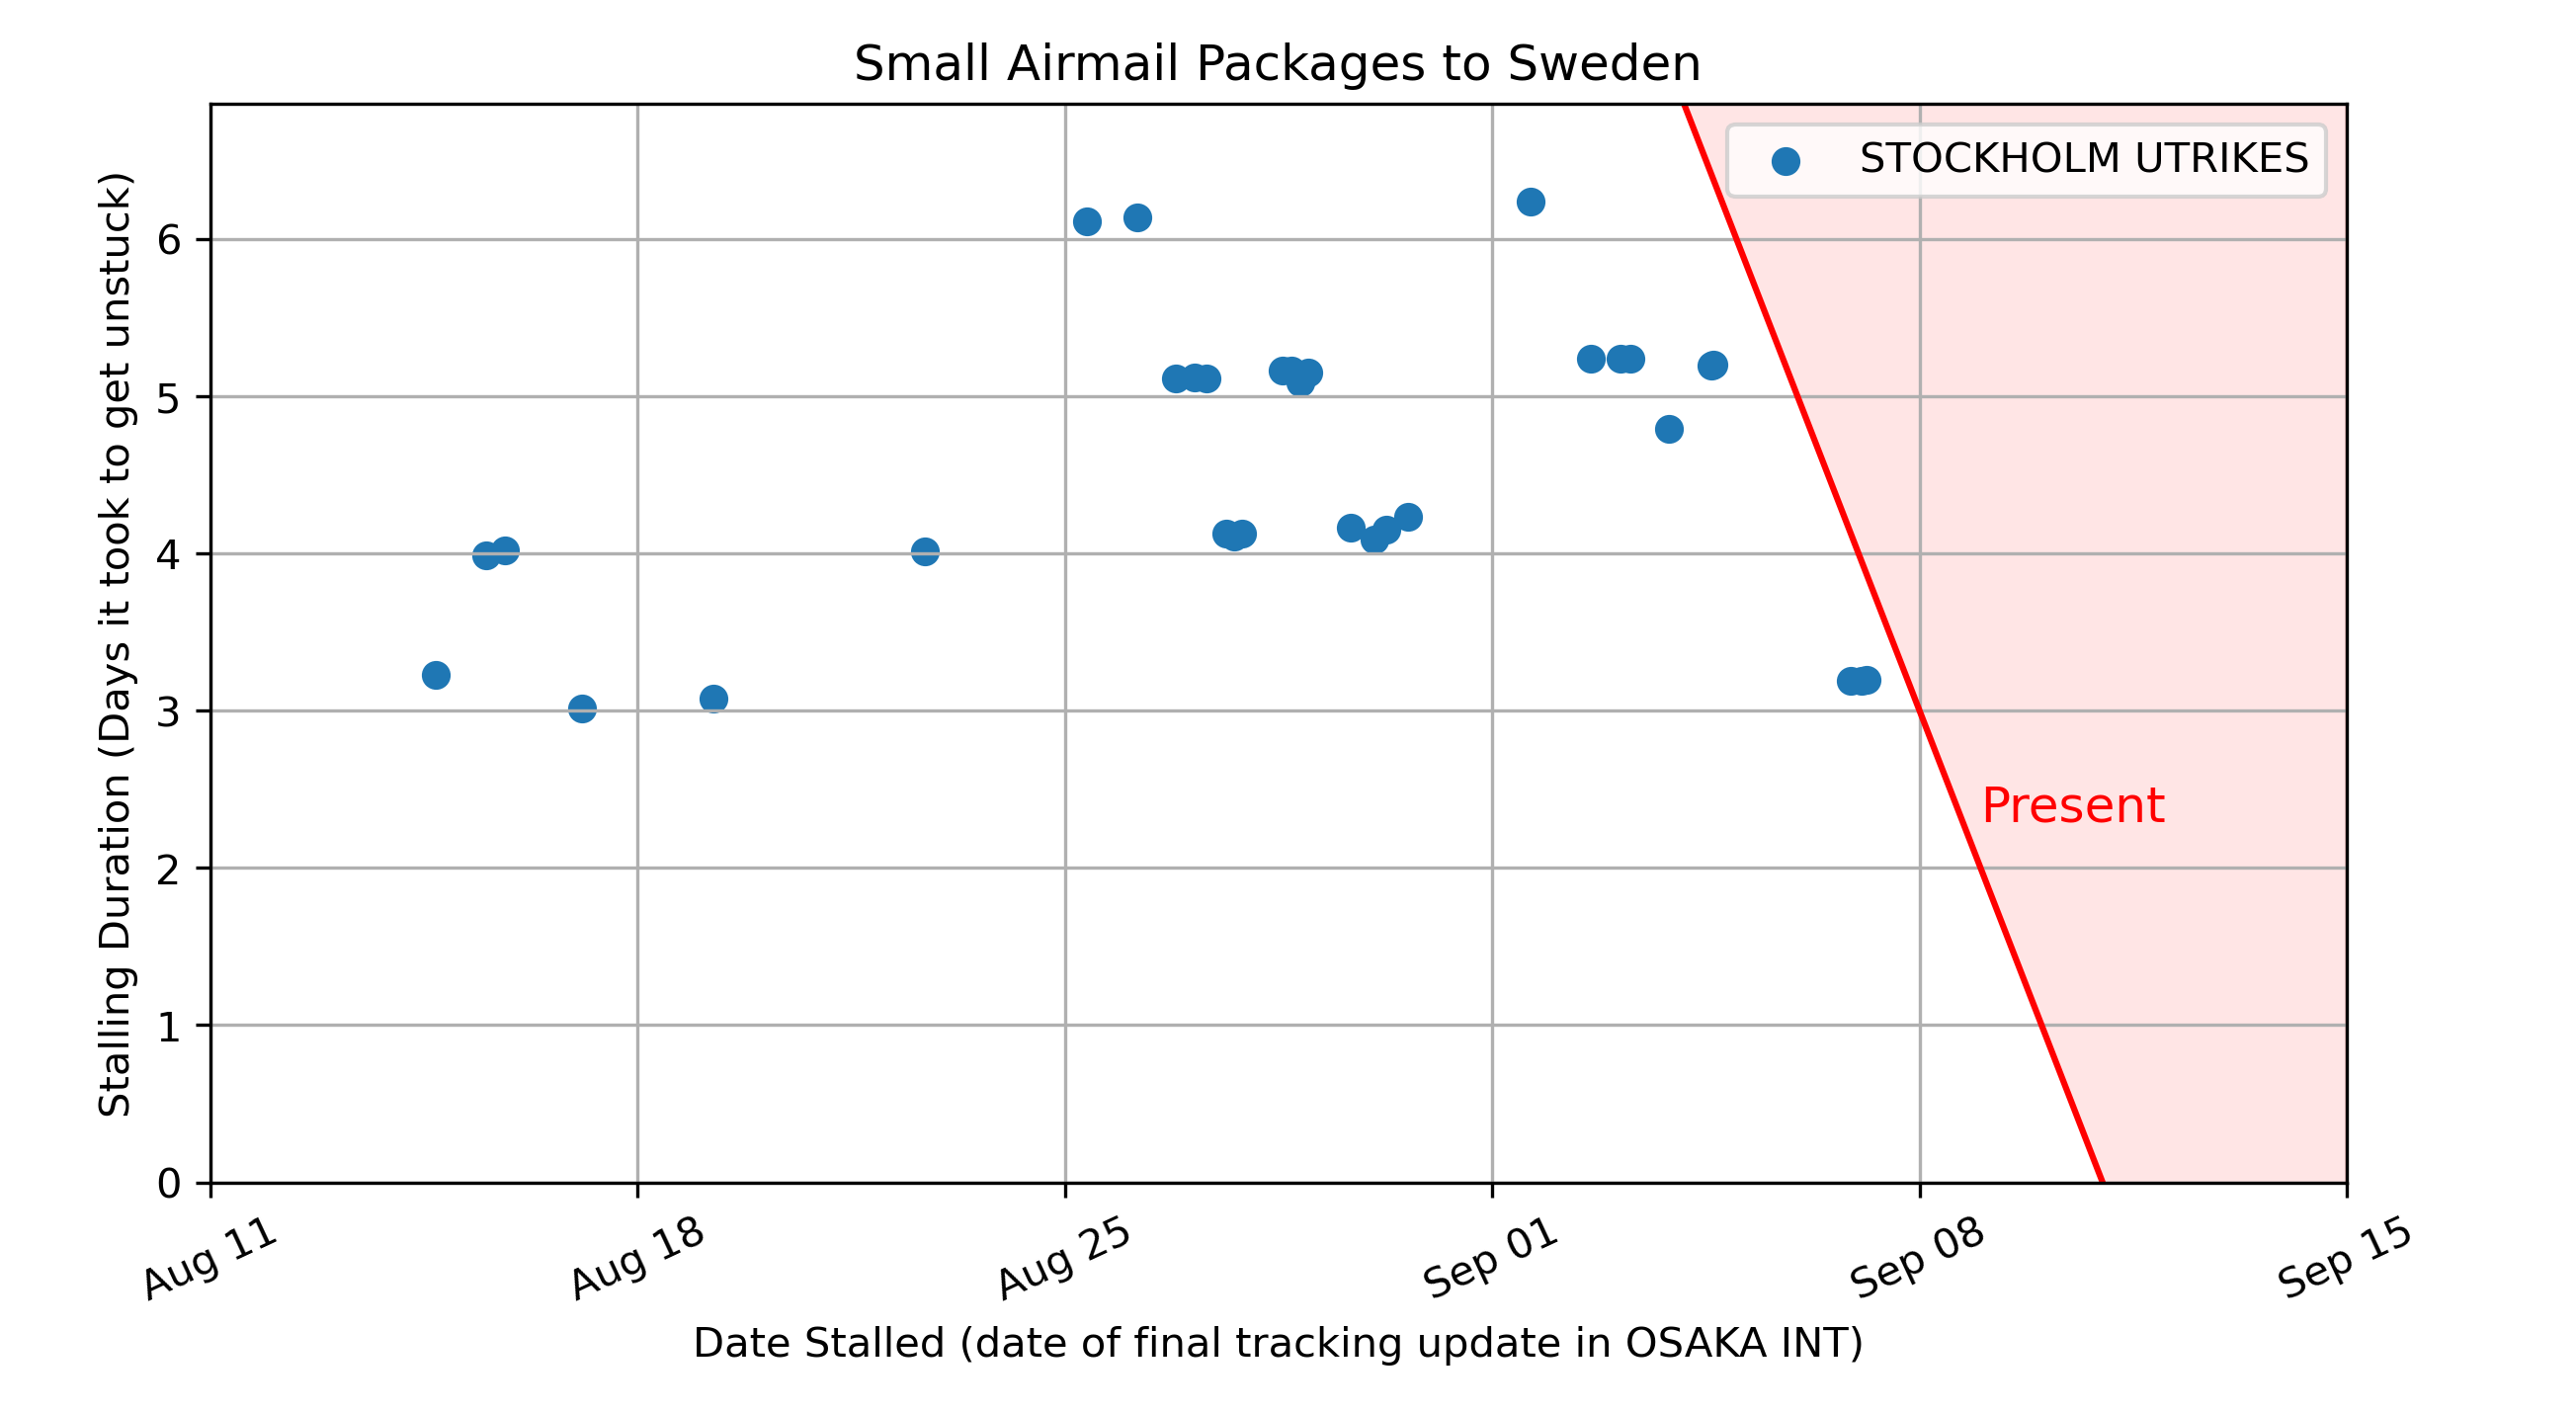 Small Airmail Packages to Sweden
STOCKHOLM UTRIKES
Stalling Duration (Days it took to get unstuck)
6
5
4
3
2
1
0
Present
Aug 11
Aug 18
Aug 25
Sep 01
Sep 08
Sep 15
Date Stalled (date of final tracking update in OSAKA INT)